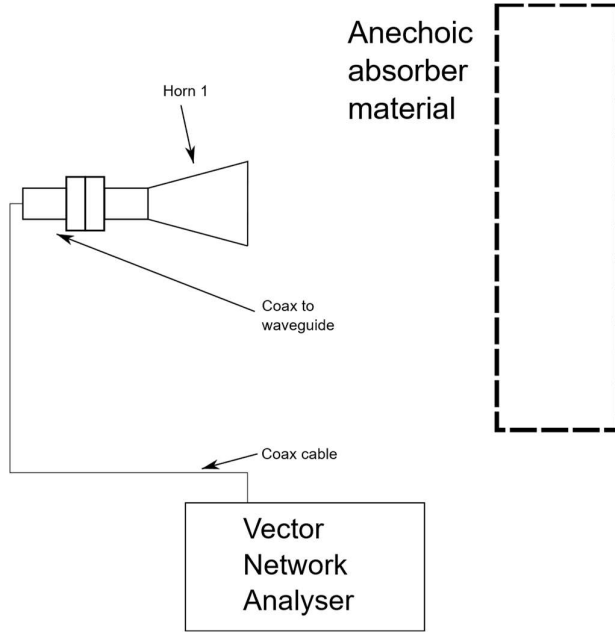 Anechoic
absorber
material
Horn 1
Coax to
waveguide
Coax cable
Vector
Network
Analyser